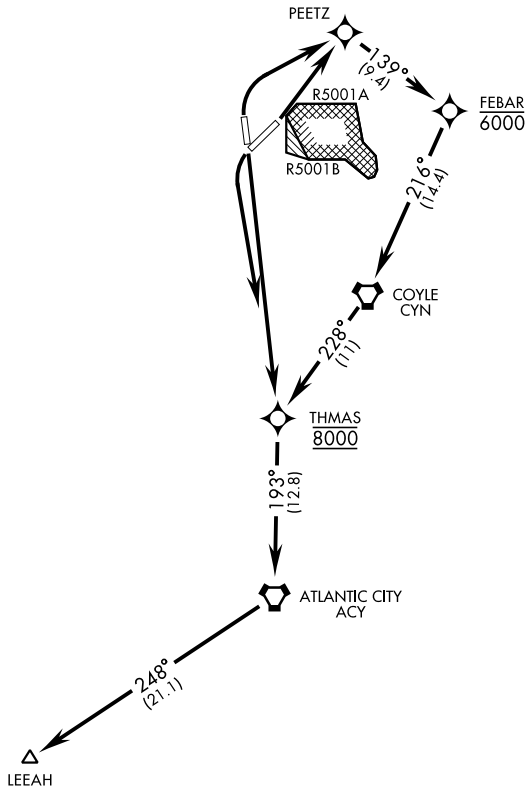 PEETZ
139°
(9.4)
R5001A
FEBAR
6000
R5001B
216°
(14.4)
COYLE
CYN
228°
(11)
THMAS
8000
193°
(12.8)
ATLANTIC CITY
ACY
248°
(21.1)
LEEAH